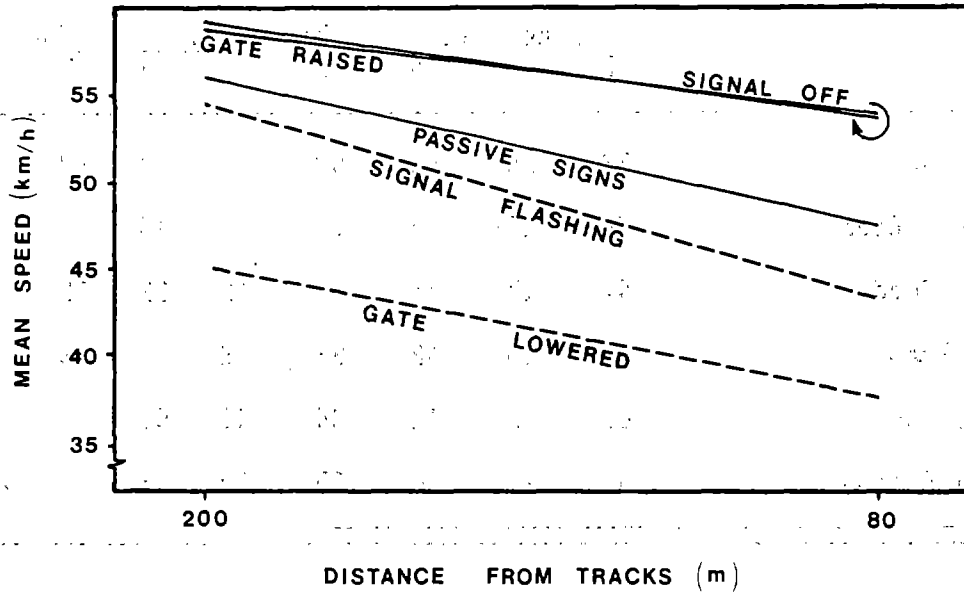 GATE RAISED
SIGNAL OFF
PASSIVE SIGNS
SIGNAL FLASHING
GATE LOWERED
MEAN SPEED (km/h)
55
50
45
40
35
200
80
DISTANCE FROM TRACKS (m)